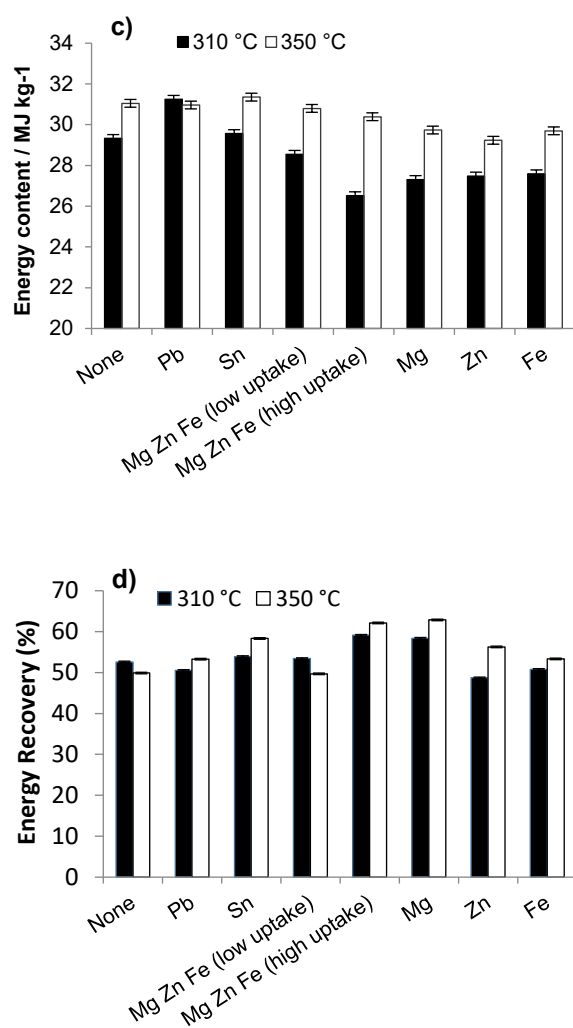 c)
310 °C 350 °C
Energy content / MJ kg-1
34
32
30
28
26
24
22
20
None
Pb
Sn
Mg Zn Fe (low uptake)
Mg Zn Fe (high uptake)
Mg
Zn
Fe
d)
310 °C 350 °C
Energy Recovery (%)
70
60
50
40
30
20
10
0
None
Pb
Sn
Mg Zn Fe (low uptake)
Mg Zn Fe (high uptake)
Mg
Zn
Fe